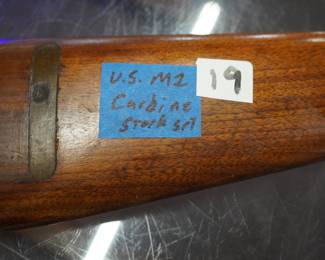 U.S. M2
Carbine
Stock Set
19